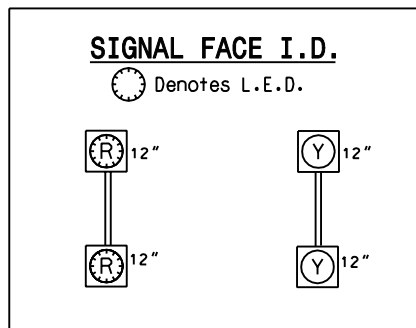 SIGNAL FACE I.D.
Denotes L.E.D.
R 12" Y 12"
R 12" Y 12"